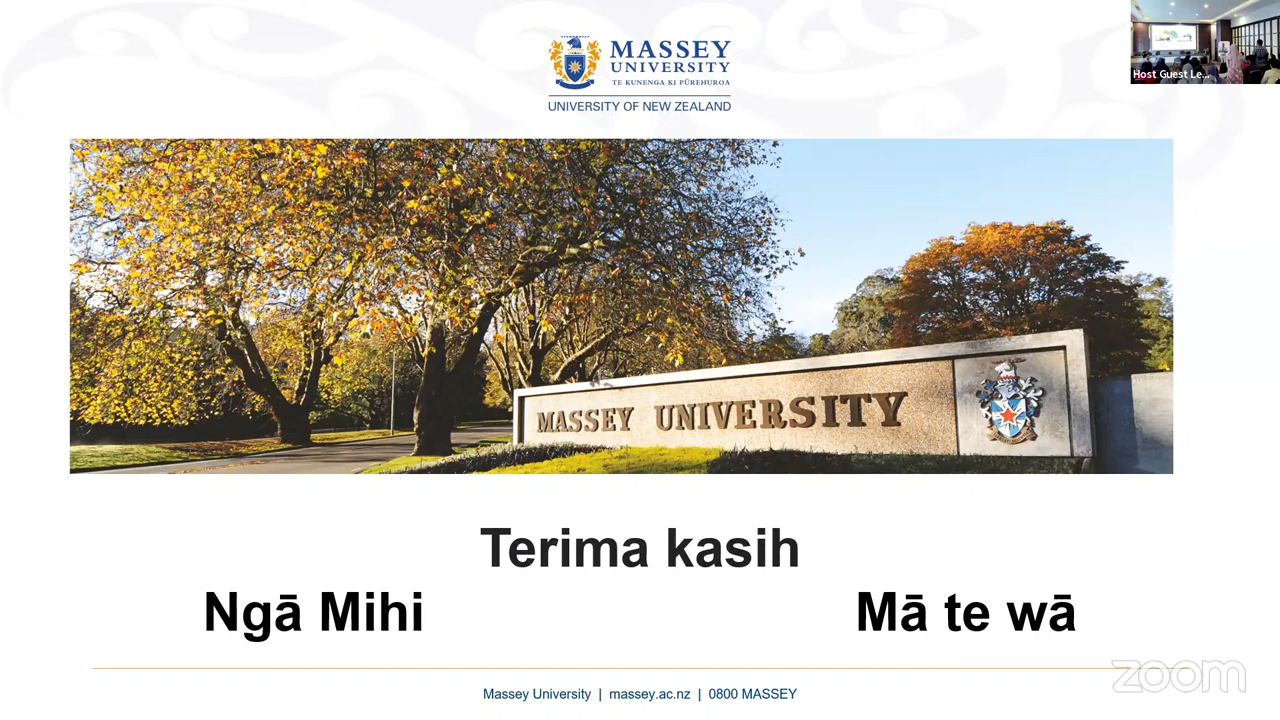 MASSEY
UNIVERSITY
TE KUNENGA KI PŪREHUROA
UNIVERSITY OF NEW ZEALAND
Host Guest Le...
MASSEY UNIVERSITY
Terima kasih
Ngā Mihi Mā te wā
zoom
Massey University | massey.ac.nz | 0800 MASSEY